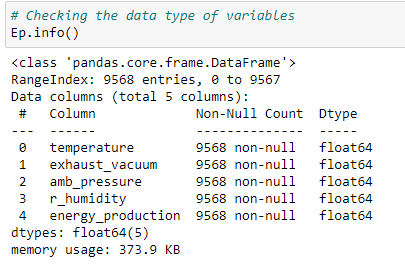 # Checking the data type of variables
Ep.info()
<class 'pandas.core.frame.DataFrame'>
RangeIndex: 9568 entries, 0 to 9567
Data columns (total 5 columns):
 #   Column             Non-Null Count  Dtype
---  ------             --------------  -----
 0   temperature        9568 non-null   float64
 1   exhaust_vacuum     9568 non-null   float64
 2   amb_pressure       9568 non-null   float64
 3   r_humidity         9568 non-null   float64
 4   energy_production  9568 non-null   float64
dtypes: float64(5)
memory usage: 373.9 KB